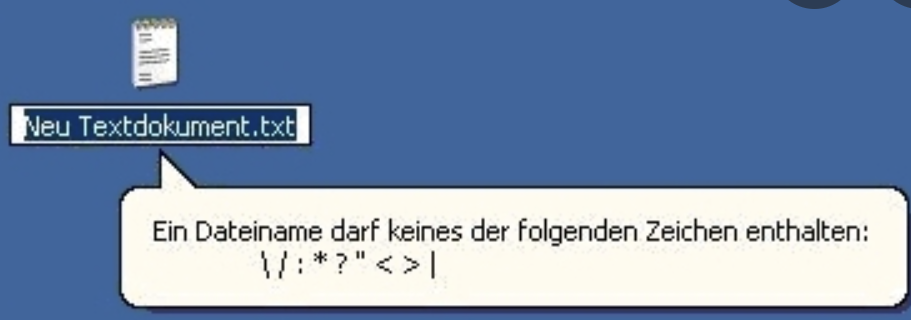 Neu Textdokument.txt
Ein Dateiname darf keines der folgenden Zeichen enthalten:
\ / : * ? " < > |